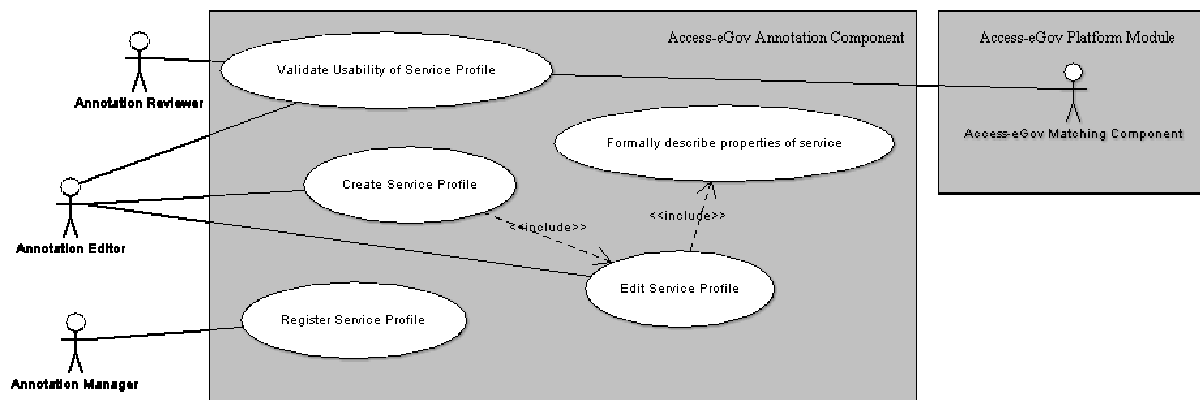 Access-eGov Annotation Component
Access-eGov Platform Module
Validate Usability of Service Profile
Annotation Reviewer
Access-eGov Matching Component
Formally describe properties of service
Create Service Profile
<<include>>
<<include>>
Annotation Editor
Edit Service Profile
Register Service Profile
Annotation Manager